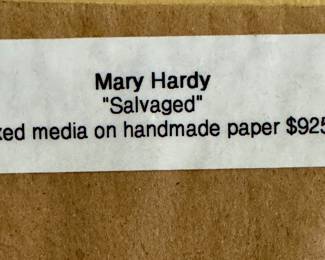 Mary Hardy
"Salvaged"
media on handmade paper $925